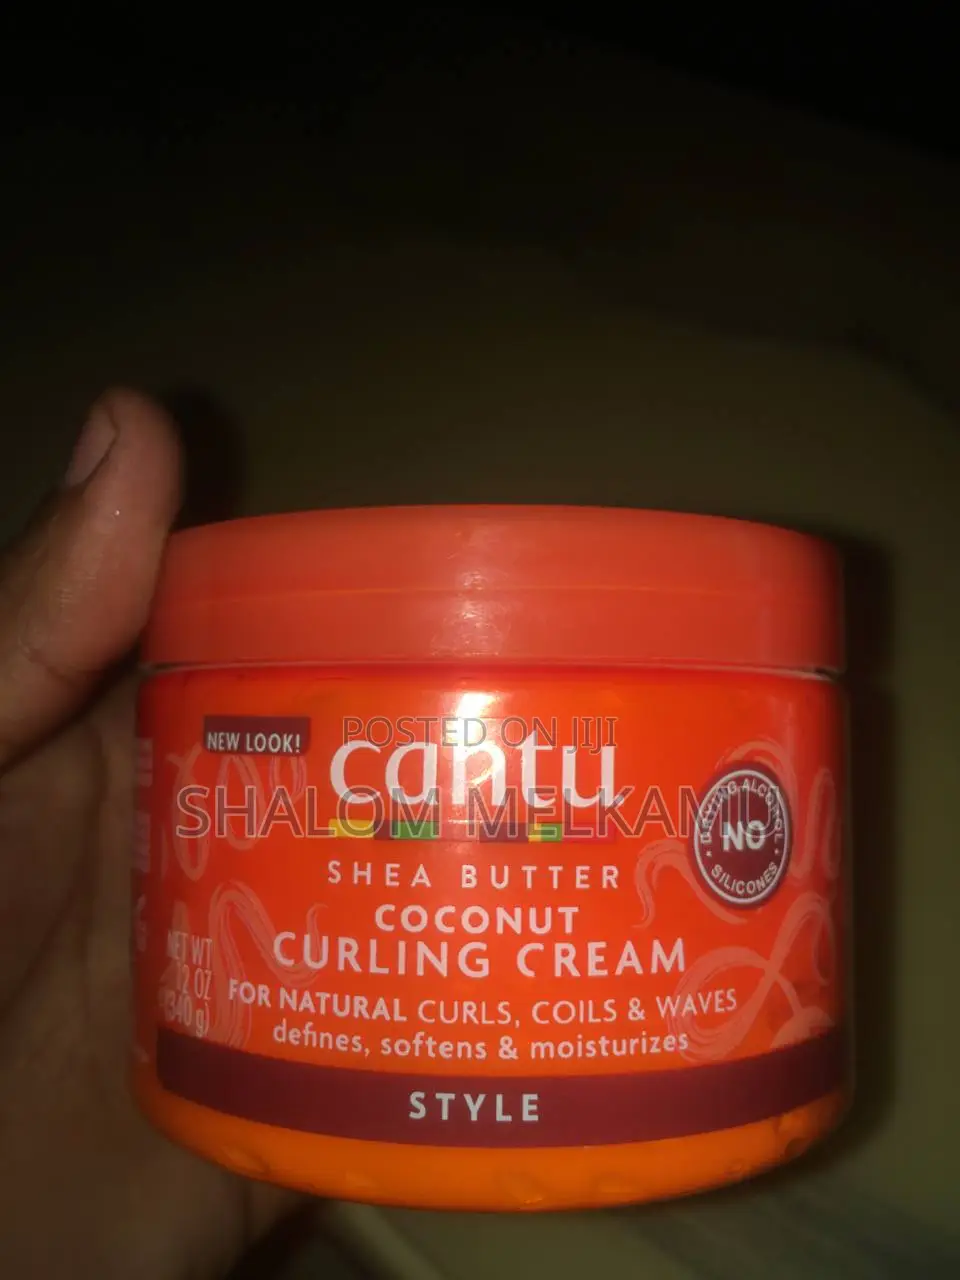 NEW LOOK!
POSTED ON JIJI
cantu
SHALOM MELKAMU
DRYING ALCOHOL
NO
SILICONES
SHEA BUTTER
COCONUT
CURLING CREAM
NET WT
12 OZ
(340 g)
FOR NATURAL CURLS, COILS & WAVES
defines, softens & moisturizes
STYLE